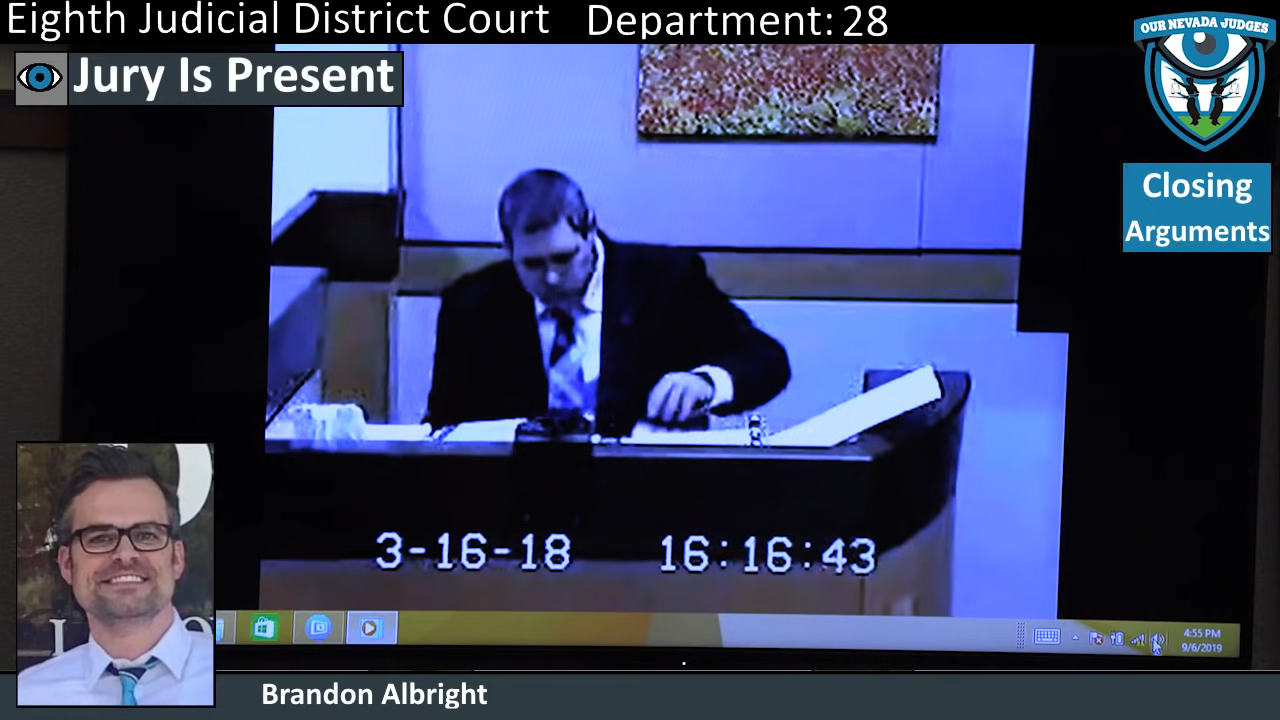 Eighth Judicial District Court Department: 28
OUR NEVADA JUDGES
Jury Is Present
Closing
Arguments
3-16-18 16:16:43
4:55 PM
9/6/2019
Brandon Albright